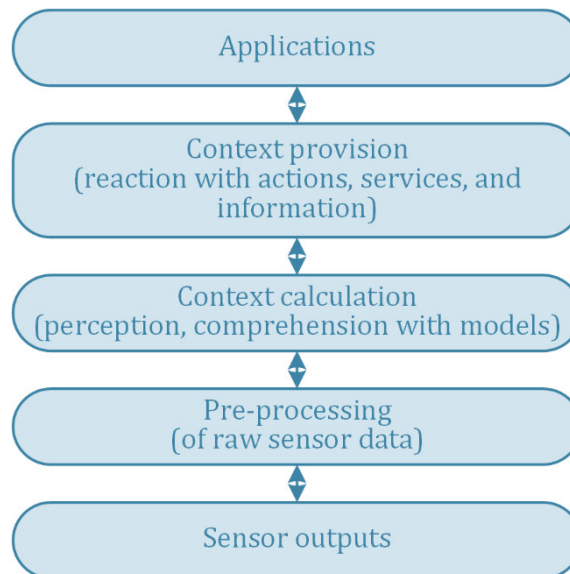 Applications
Context provision
(reaction with actions, services, and
information)
Context calculation
(perception, comprehension with models)
Pre-processing
(of raw sensor data)
Sensor outputs